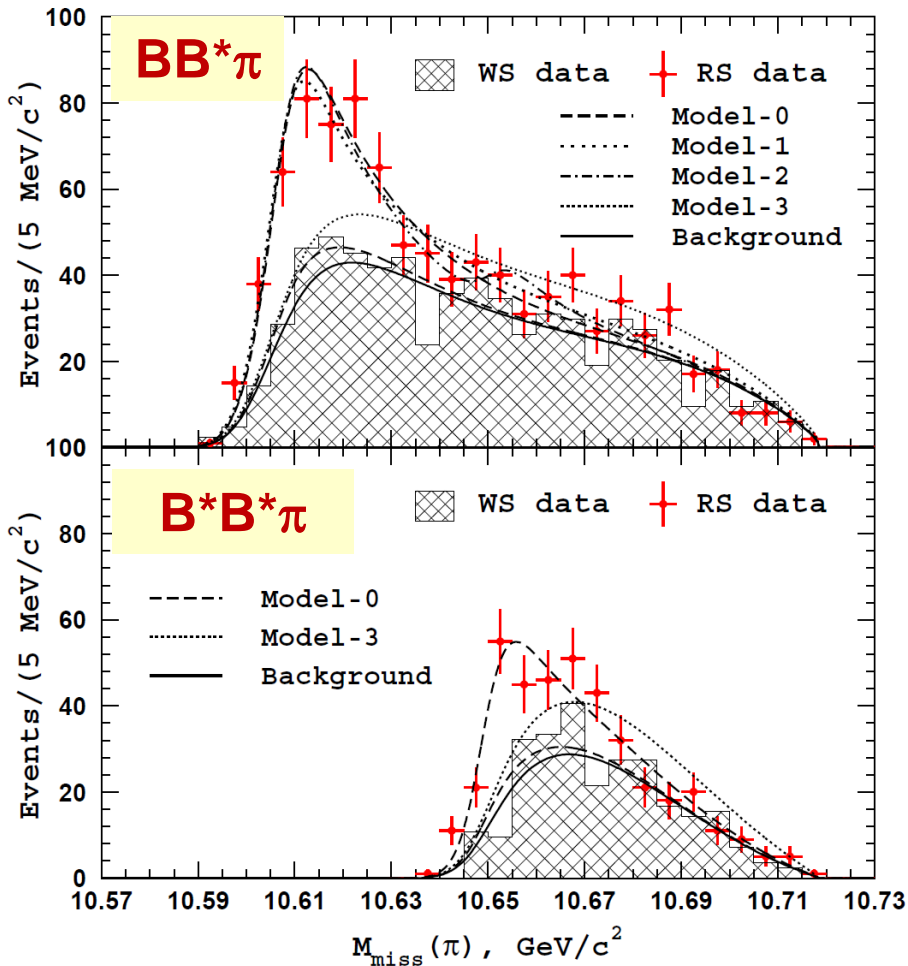 BB*π
WS data
RS data
Model-0
Model-1
Model-2
Model-3
Background
Events/(5 MeV/c²)
100
80
60
40
20
100
B*B*π
WS data
RS data
Model-0
Model-3
Background
Events/(5 MeV/c²)
80
60
40
20
0
10.57 10.59 10.61 10.63 10.65 10.67 10.69 10.71 10.73
M_miss(π), GeV/c²